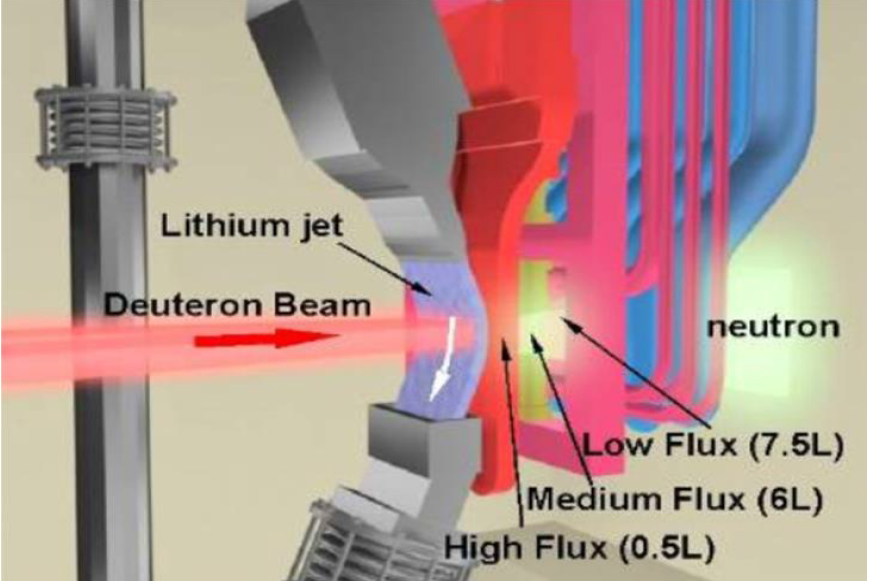 Lithium jet
Deuteron Beam
neutron
Low Flux (7.5L)
Medium Flux (6L)
High Flux (0.5L)